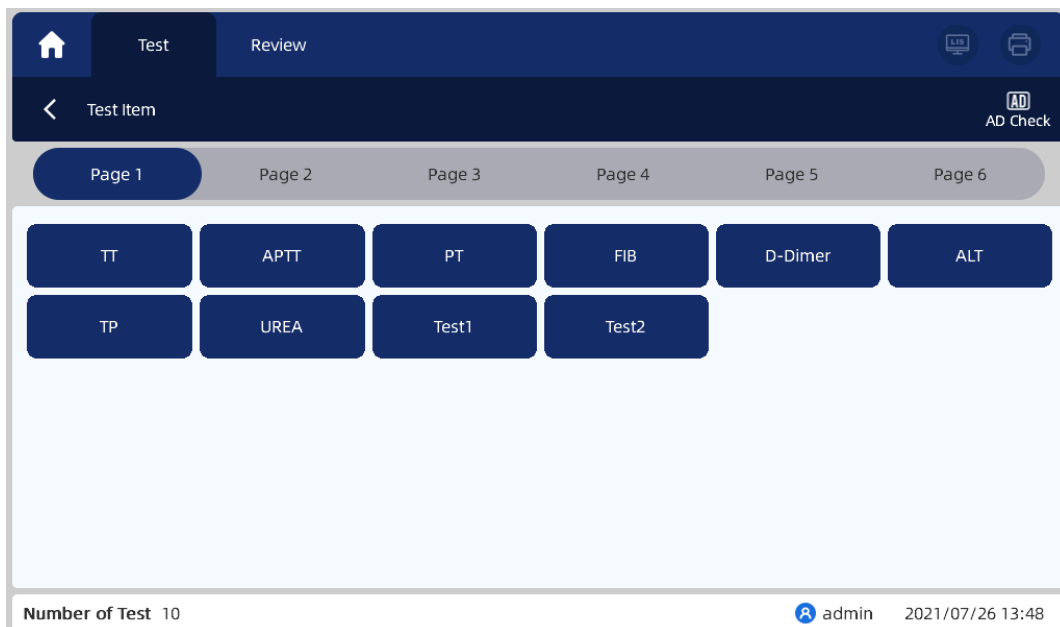 Test Review LIS
Test Item
AD
AD Check
Page 1 Page 2 Page 3 Page 4 Page 5 Page 6
TT APTT PT FIB D-Dimer ALT
TP UREA Test1 Test2
Number of Test 10 admin 2021/07/26 13:48